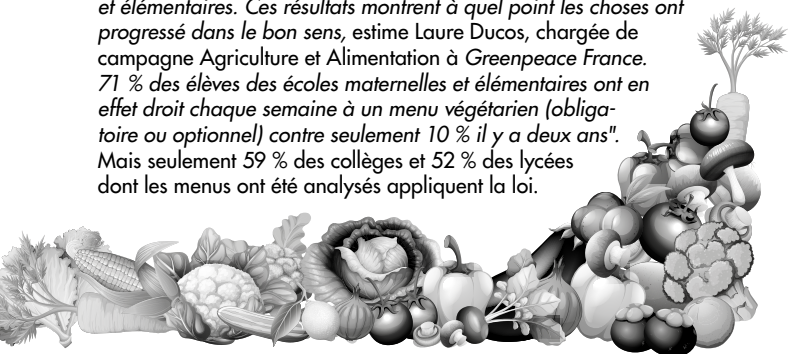 et élémentaires. Ces résultats montrent à quel point les choses ont
progressé dans le bon sens, estime Laure Ducos, chargée de
campagne Agriculture et Alimentation à Greenpeace France.
71 % des élèves des écoles maternelles et élémentaires ont en
effet droit chaque semaine à un menu végétarien (obliga-
toire ou optionnel) contre seulement 10 % il y a deux ans".
Mais seulement 59 % des collèges et 52 % des lycées
dont les menus ont été analysés appliquent la loi.